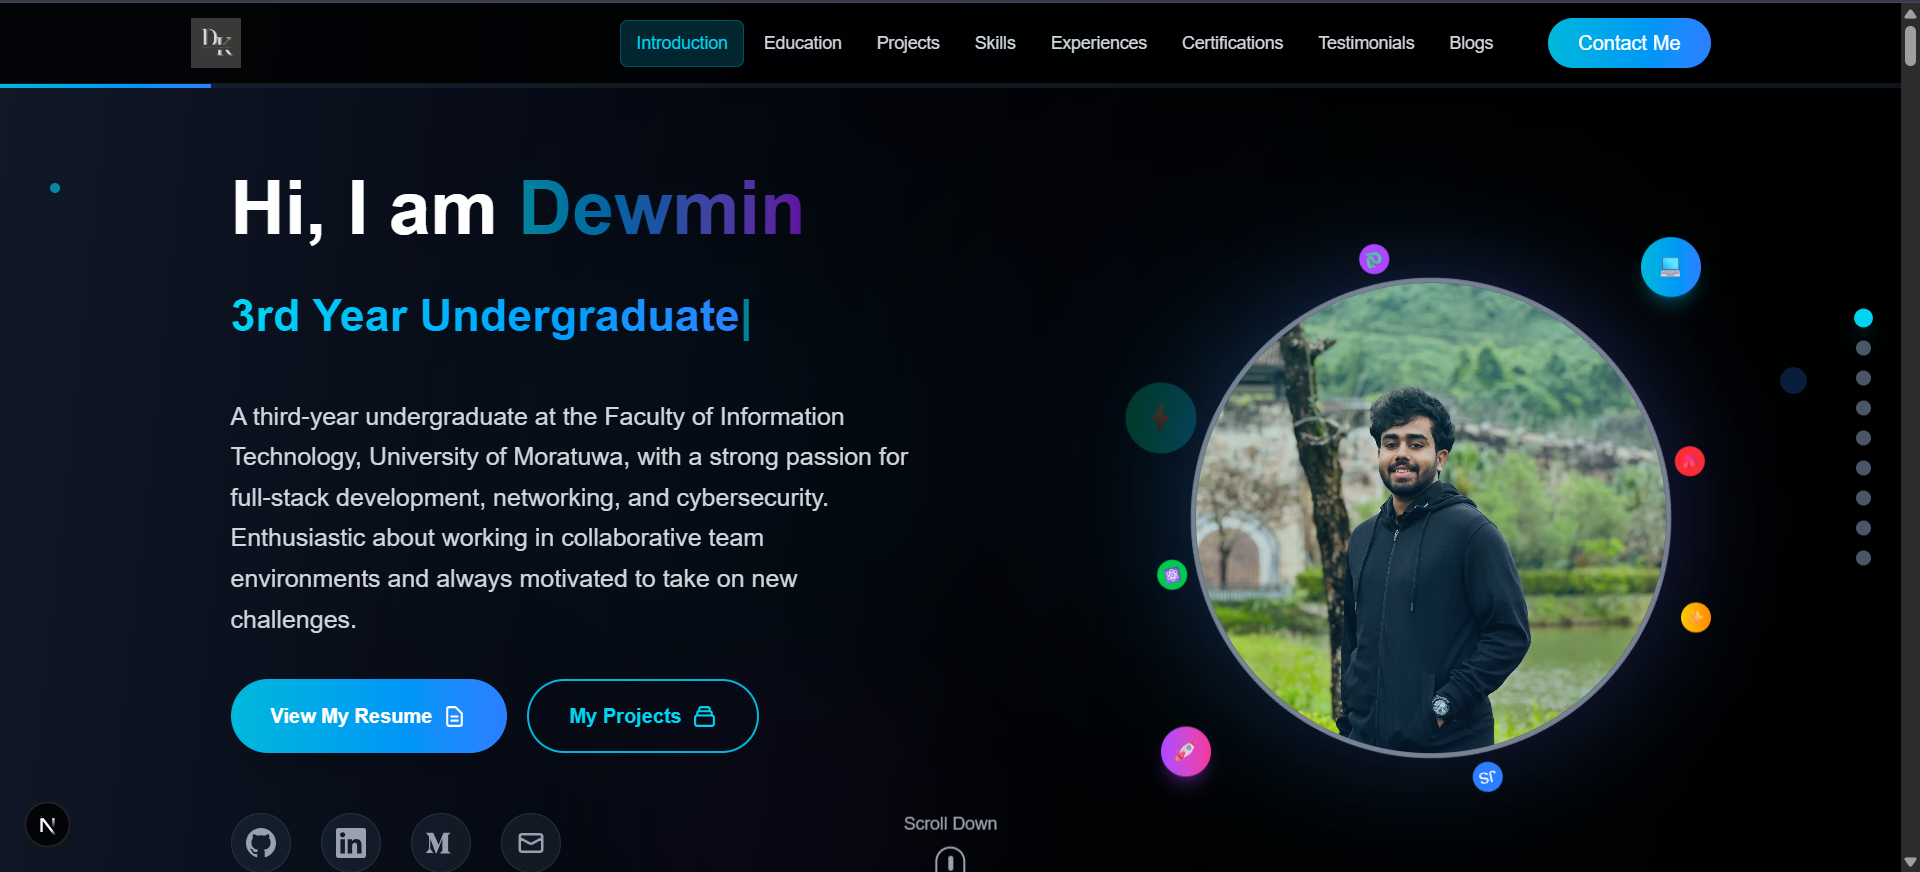 DK
Introduction
Education
Projects
Skills
Experiences
Certifications
Testimonials
Blogs
Contact Me
Hi, I am Dewmin
3rd Year Undergraduate|
A third-year undergraduate at the Faculty of Information
Technology, University of Moratuwa, with a strong passion for
full-stack development, networking, and cybersecurity.
Enthusiastic about working in collaborative team
environments and always motivated to take on new
challenges.
View My Resume
My Projects
JS
N
in
M
Scroll Down